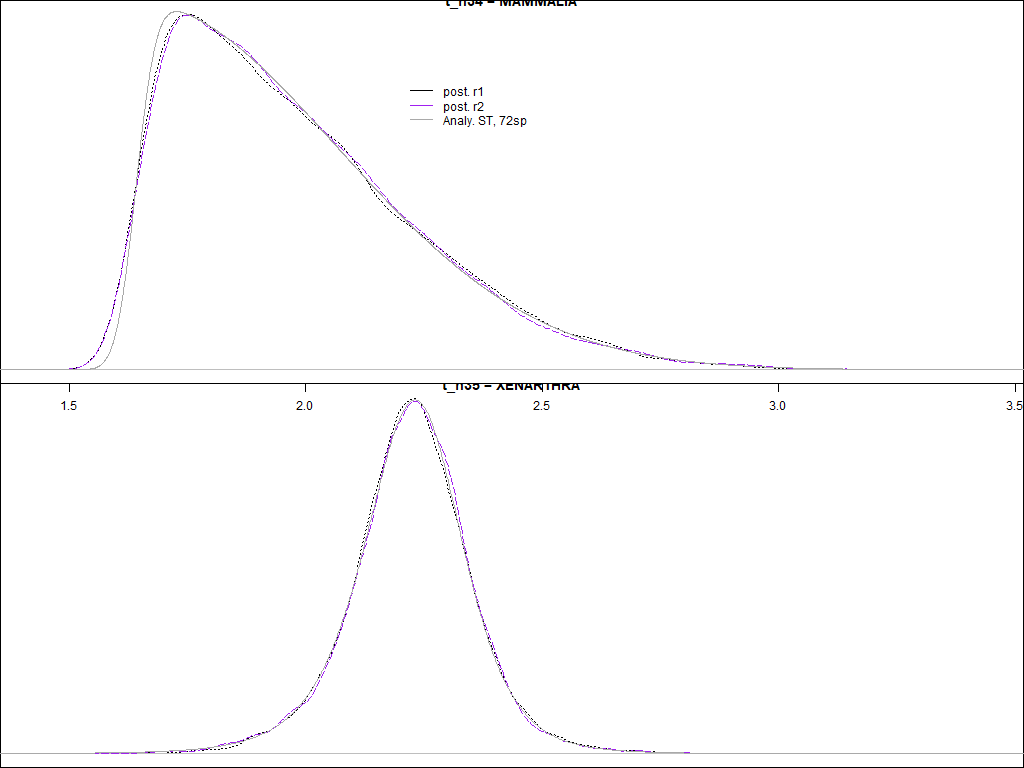 t_n34 = MAMMALIA
post. r1
post. r2
Analy. ST, 72sp
t_n35 = XENARTHRA
1.5 2.0 2.5 3.0 3.5